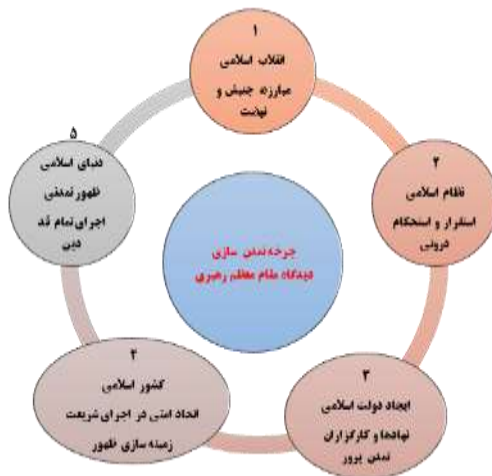 ۱
انقلاب اسلامی
مبارزه، جنبش و
نهضت
۲
نظام اسلامی
استقرار و استحکام
درونی
۳
ایجاد دولت اسلامی
نهادها و کارگزاران
تمدن پرور
۴
کشور اسلامی
اتحاد امتی در اجرای شریعت
زمینه سازی ظهور
۵
دنیای اسلامی
ظهور تمدنی
اجرای تمام قد
دین
چرخه تمدن سازی
دیدگاه مقام معظم رهبری